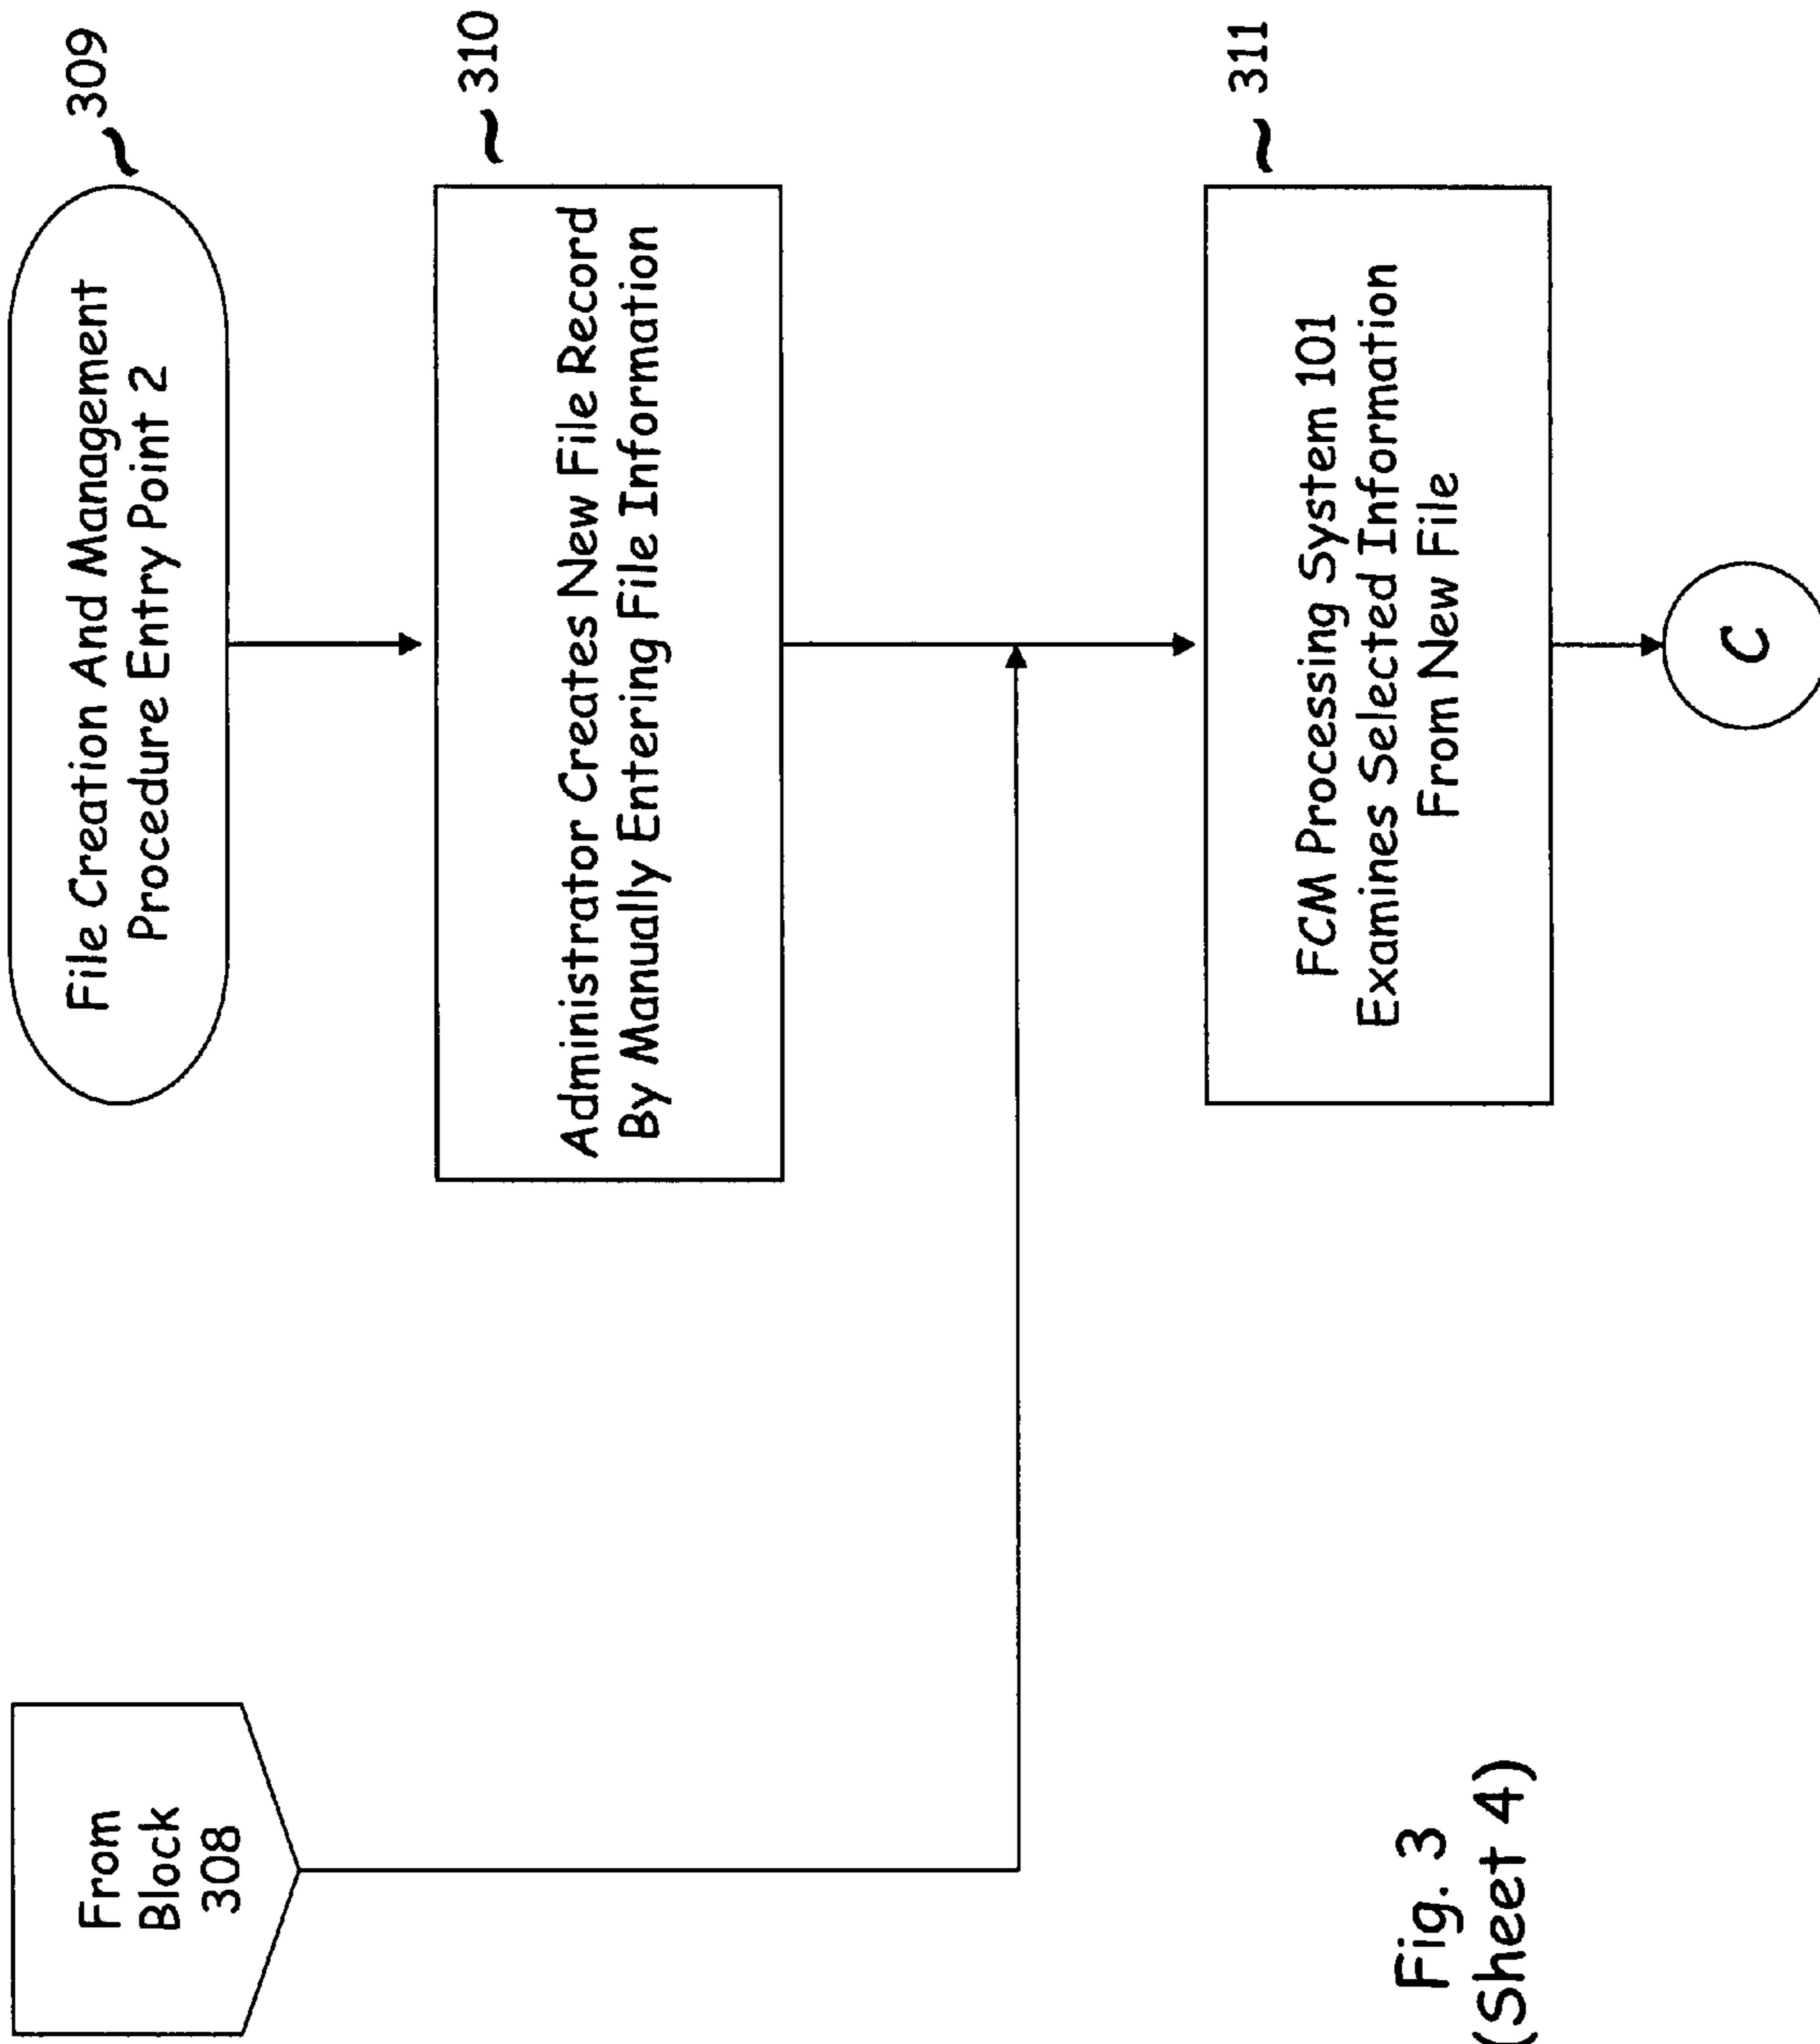 From
Block
308
File Creation And Management
Procedure Entry Point 2
~ 309
Administrator Creates New File Record
By Manually Entering File Information
~ 310
FCM Processing System 101
Examines Selected Information
From New File
~ 311
C
Fig. 3
(Sheet 4)